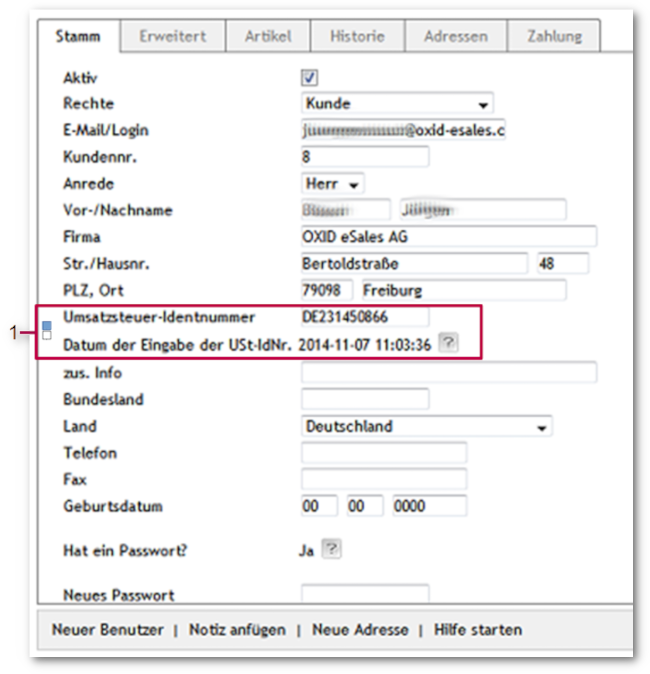 Stamm Erweitert Artikel Historie Adressen Zahlung
Aktiv
Rechte Kunde
E-Mail/Login @oxid-esales.c
Kundennr. 8
Anrede Herr
Vor-/Nachname
Firma OXID eSales AG
Str./Hausnr. Bertoldstraße 48
PLZ, Ort 79098 Freiburg
1
Umsatzsteuer-Identnummer DE231450866
Datum der Eingabe der USt-IdNr. 2014-11-07 11:03:36 ?
zus. Info
Bundesland
Land Deutschland
Telefon
Fax
Geburtsdatum 00 00 0000
Hat ein Passwort? Ja ?
Neues Passwort
Neuer Benutzer | Notiz anfügen | Neue Adresse | Hilfe starten